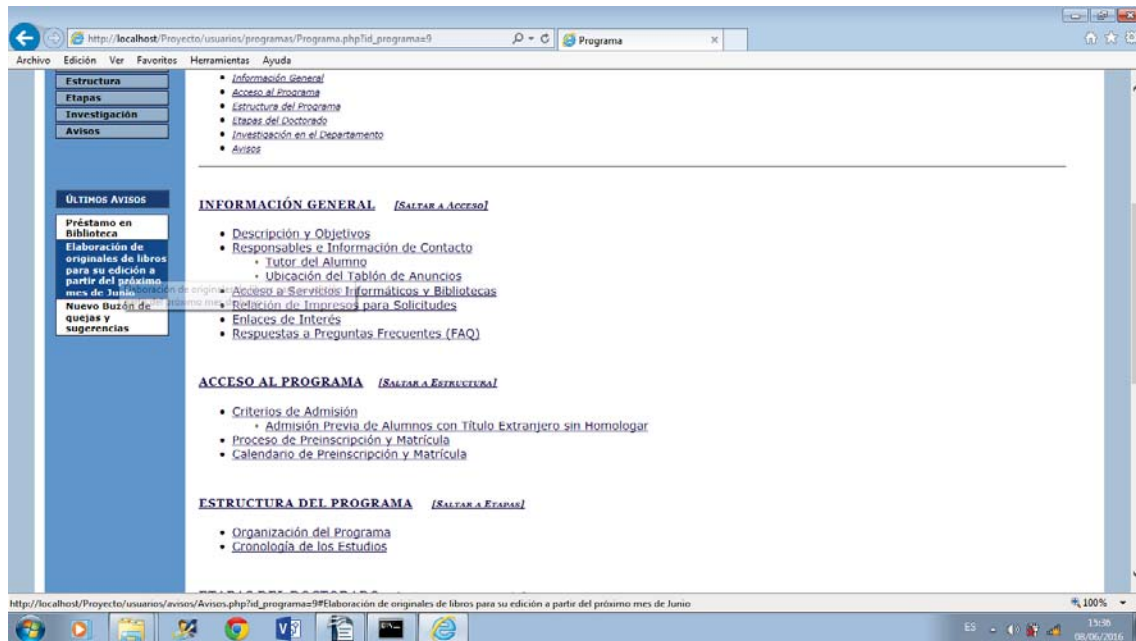 http://localhost/Proyecto/usuarios/programas/Programa.php?id_programa=9
Programa
Archivo Edición Ver Favoritos Herramientas Ayuda
Estructura
Etapas
Investigación
Avisos
Información General
Acceso al Programa
Estructura del Programa
Etapas del Doctorado
Investigación en el Departamento
Avisos
ÚLTIMOS AVISOS
Préstamo en
Biblioteca
Elaboración de
originales de libros
para su edición a
partir del próximo
mes de Junio
Nuevo Buzón de
quejas y
sugerencias
INFORMACIÓN GENERAL [SALTAR A ACCESO]
Descripción y Objetivos
Responsables e Información de Contacto
Tutor del Alumno
Ubicación del Tablón de Anuncios
Acceso a Servicios Informáticos y Bibliotecas
Relación de Impresos para Solicitudes
Enlaces de Interés
Respuestas a Preguntas Frecuentes (FAQ)
ACCESO AL PROGRAMA [SALTAR A ESTRUCTURA]
Criterios de Admisión
Admisión Previa de Alumnos con Título Extranjero sin Homologar
Proceso de Preinscripción y Matrícula
Calendario de Preinscripción y Matrícula
ESTRUCTURA DEL PROGRAMA [SALTAR A ETAPAS]
Organización del Programa
Cronología de los Estudios
ETAPAS DEL DOCTORADO
http://localhost/Proyecto/usuarios/avisos/Avisos.php?id_programa=9#Elaboración de originales de libros para su edición a partir del próximo mes de Junio
100%
ES
15:36
08/06/2016